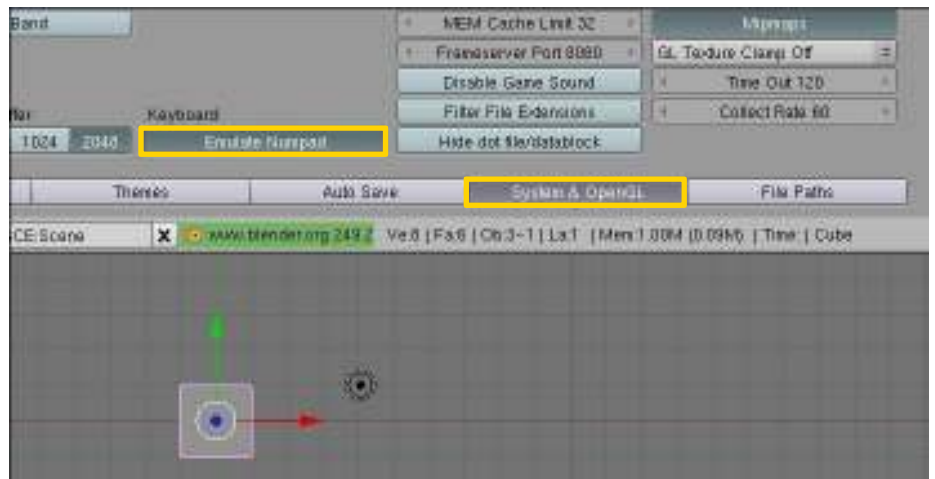 Band
MEM Cache Limit 32
Mipmaps
Frameserver Port 8080
GL Texture Clamp Off
Disable Game Sound
Time Out 120
Keyboard
Filter File Extensions
Collect Rate 60
1024 2048
Emulate Numpad
Hide dot file/datablock
Themes
Auto Save
System & OpenGL
File Paths
CE:Scene
www.blender.org 249.2
Ve:8 | Fa:6 | Ob:3-1 | La:1 | Mem:1.00M (0.09M) | Time: | Cube